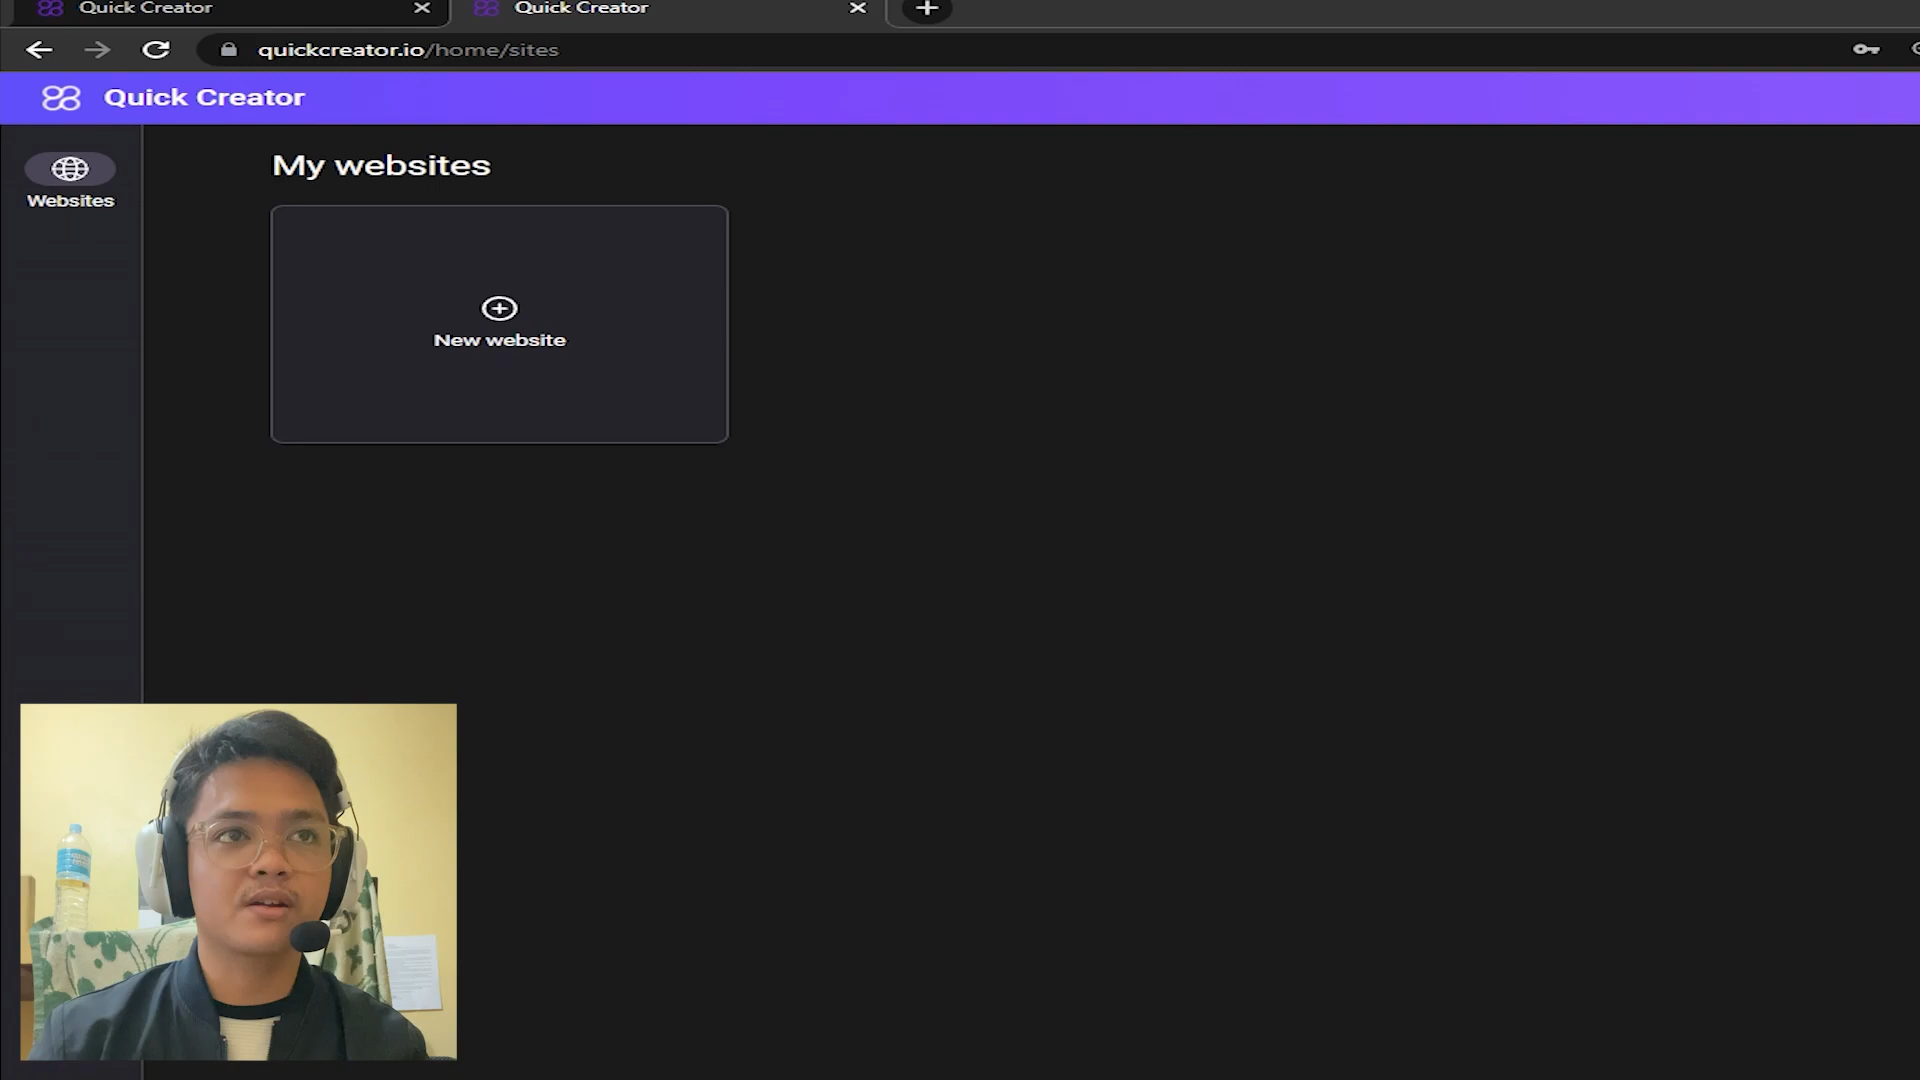 Quick Creator
Quick Creator
quickcreator.io/home/sites
Quick Creator
Websites
My websites
New website